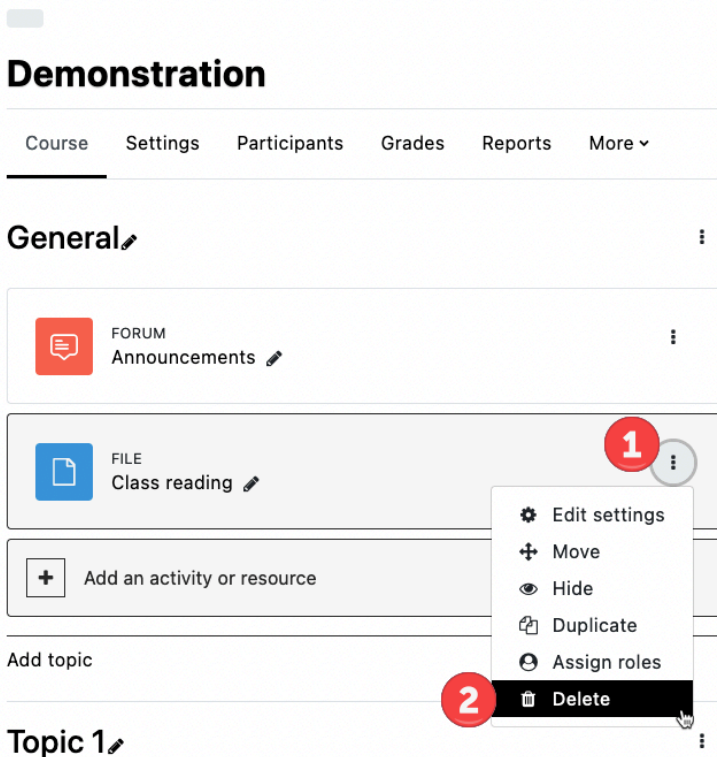 Demonstration
Course Settings Participants Grades Reports More
General
FORUM
Announcements
1
FILE
Class reading
Edit settings
Move
Add an activity or resource
Hide
Duplicate
Add topic
Assign roles
2 Delete
Topic 1